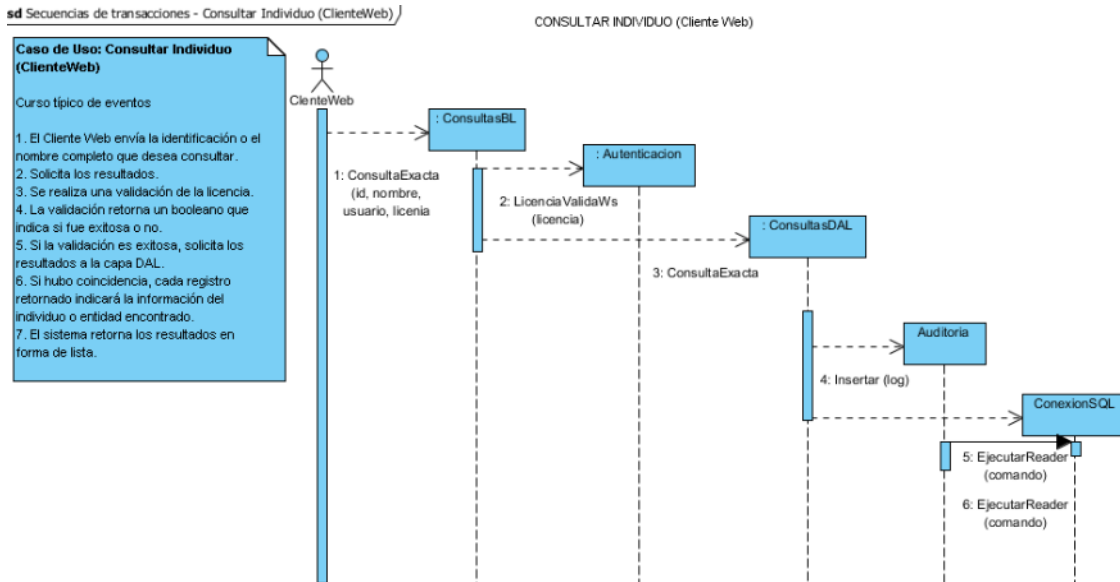 sd Secuencias de transacciones - Consultar Individuo (ClienteWeb)
CONSULTAR INDIVIDUO (Cliente Web)
Caso de Uso: Consultar Individuo
(ClienteWeb)
Curso típico de eventos
1. El Cliente Web envía la identificación o el
nombre completo que desea consultar.
2. Solicita los resultados.
3. Se realiza una validación de la licencia.
4. La validación retorna un booleano que
indica si fue exitosa o no.
5. Si la validación es exitosa, solicita los
resultados a la capa DAL.
6. Si hubo coincidencia, cada registro
retornado indicará la información del
individuo o entidad encontrado.
7. El sistema retorna los resultados en
forma de lista.
ClenteWeb
: ConsultasBL
1: ConsultaExacta
(id, nombre,
usuario, licenia
: Autenticacion
2: LicenciaValidaWs
(licencia)
: ConsultasDAL
3: ConsultaExacta
Auditoría
4: Insertar (log)
ConexionSQL
5: EjecutarReader
(comando)
6: EjecutarReader
(comando)